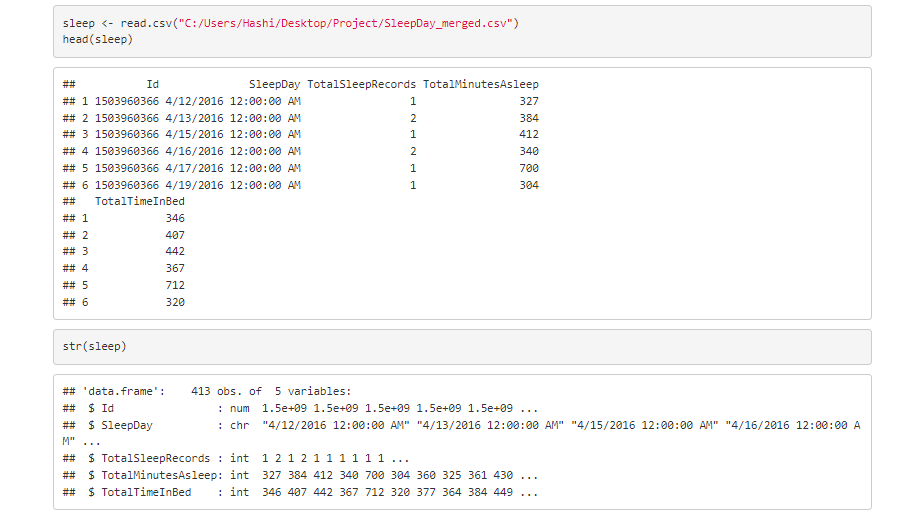 sleep <- read.csv("C:/Users/Hashi/Desktop/Project/SleepDay_merged.csv")
head(sleep)
##           Id             SleepDay TotalSleepRecords TotalMinutesAsleep
## 1 1503960366 4/12/2016 12:00:00 AM                 1                327
## 2 1503960366 4/13/2016 12:00:00 AM                 2                384
## 3 1503960366 4/15/2016 12:00:00 AM                 1                412
## 4 1503960366 4/16/2016 12:00:00 AM                 2                340
## 5 1503960366 4/17/2016 12:00:00 AM                 1                700
## 6 1503960366 4/19/2016 12:00:00 AM                 1                304
##   TotalTimeInBed
## 1            346
## 2            407
## 3            442
## 4            367
## 5            712
## 6            320
str(sleep)
## 'data.frame':    413 obs. of  5 variables:
##  $ Id                : num  1.5e+09 1.5e+09 1.5e+09 1.5e+09 1.5e+09 ...
##  $ SleepDay          : chr  "4/12/2016 12:00:00 AM" "4/13/2016 12:00:00 AM" "4/15/2016 12:00:00 AM" "4/16/2016 12:00:00 A
M" ...
##  $ TotalSleepRecords : int  1 2 1 2 1 1 1 1 1 1 ...
##  $ TotalMinutesAsleep: int  327 384 412 340 700 304 360 325 361 430 ...
##  $ TotalTimeInBed    : int  346 407 442 367 712 320 377 364 384 449 ...